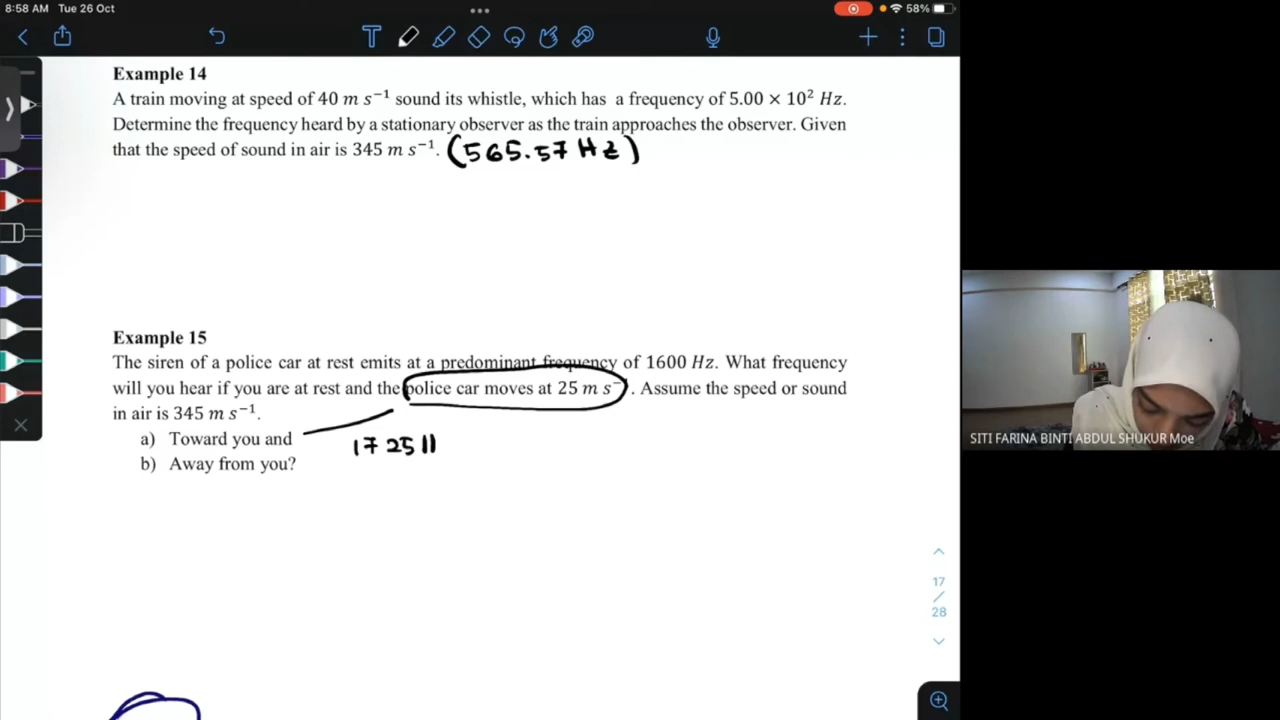 8:58 AM Tue 26 Oct
58%
Example 14
A train moving at speed of 40 m s⁻¹ sound its whistle, which has a frequency of 5.00 × 10² Hz.
Determine the frequency heard by a stationary observer as the train approaches the observer. Given
that the speed of sound in air is 345 m s⁻¹. (565.57 Hz)
Example 15
The siren of a police car at rest emits at a predominant frequency of 1600 Hz. What frequency
will you hear if you are at rest and the police car moves at 25 m s⁻. Assume the speed or sound
in air is 345 m s⁻¹.
a) Toward you and
1725 11
b) Away from you?
SITI FARINA BINTI ABDUL SHUKUR Moe
17
/
28